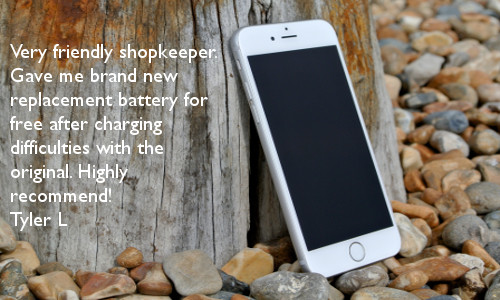 Very friendly shopkeeper.
Gave me brand new
replacement battery for
free after charging
difficulties with the
original. Highly
recommend!
Tyler L